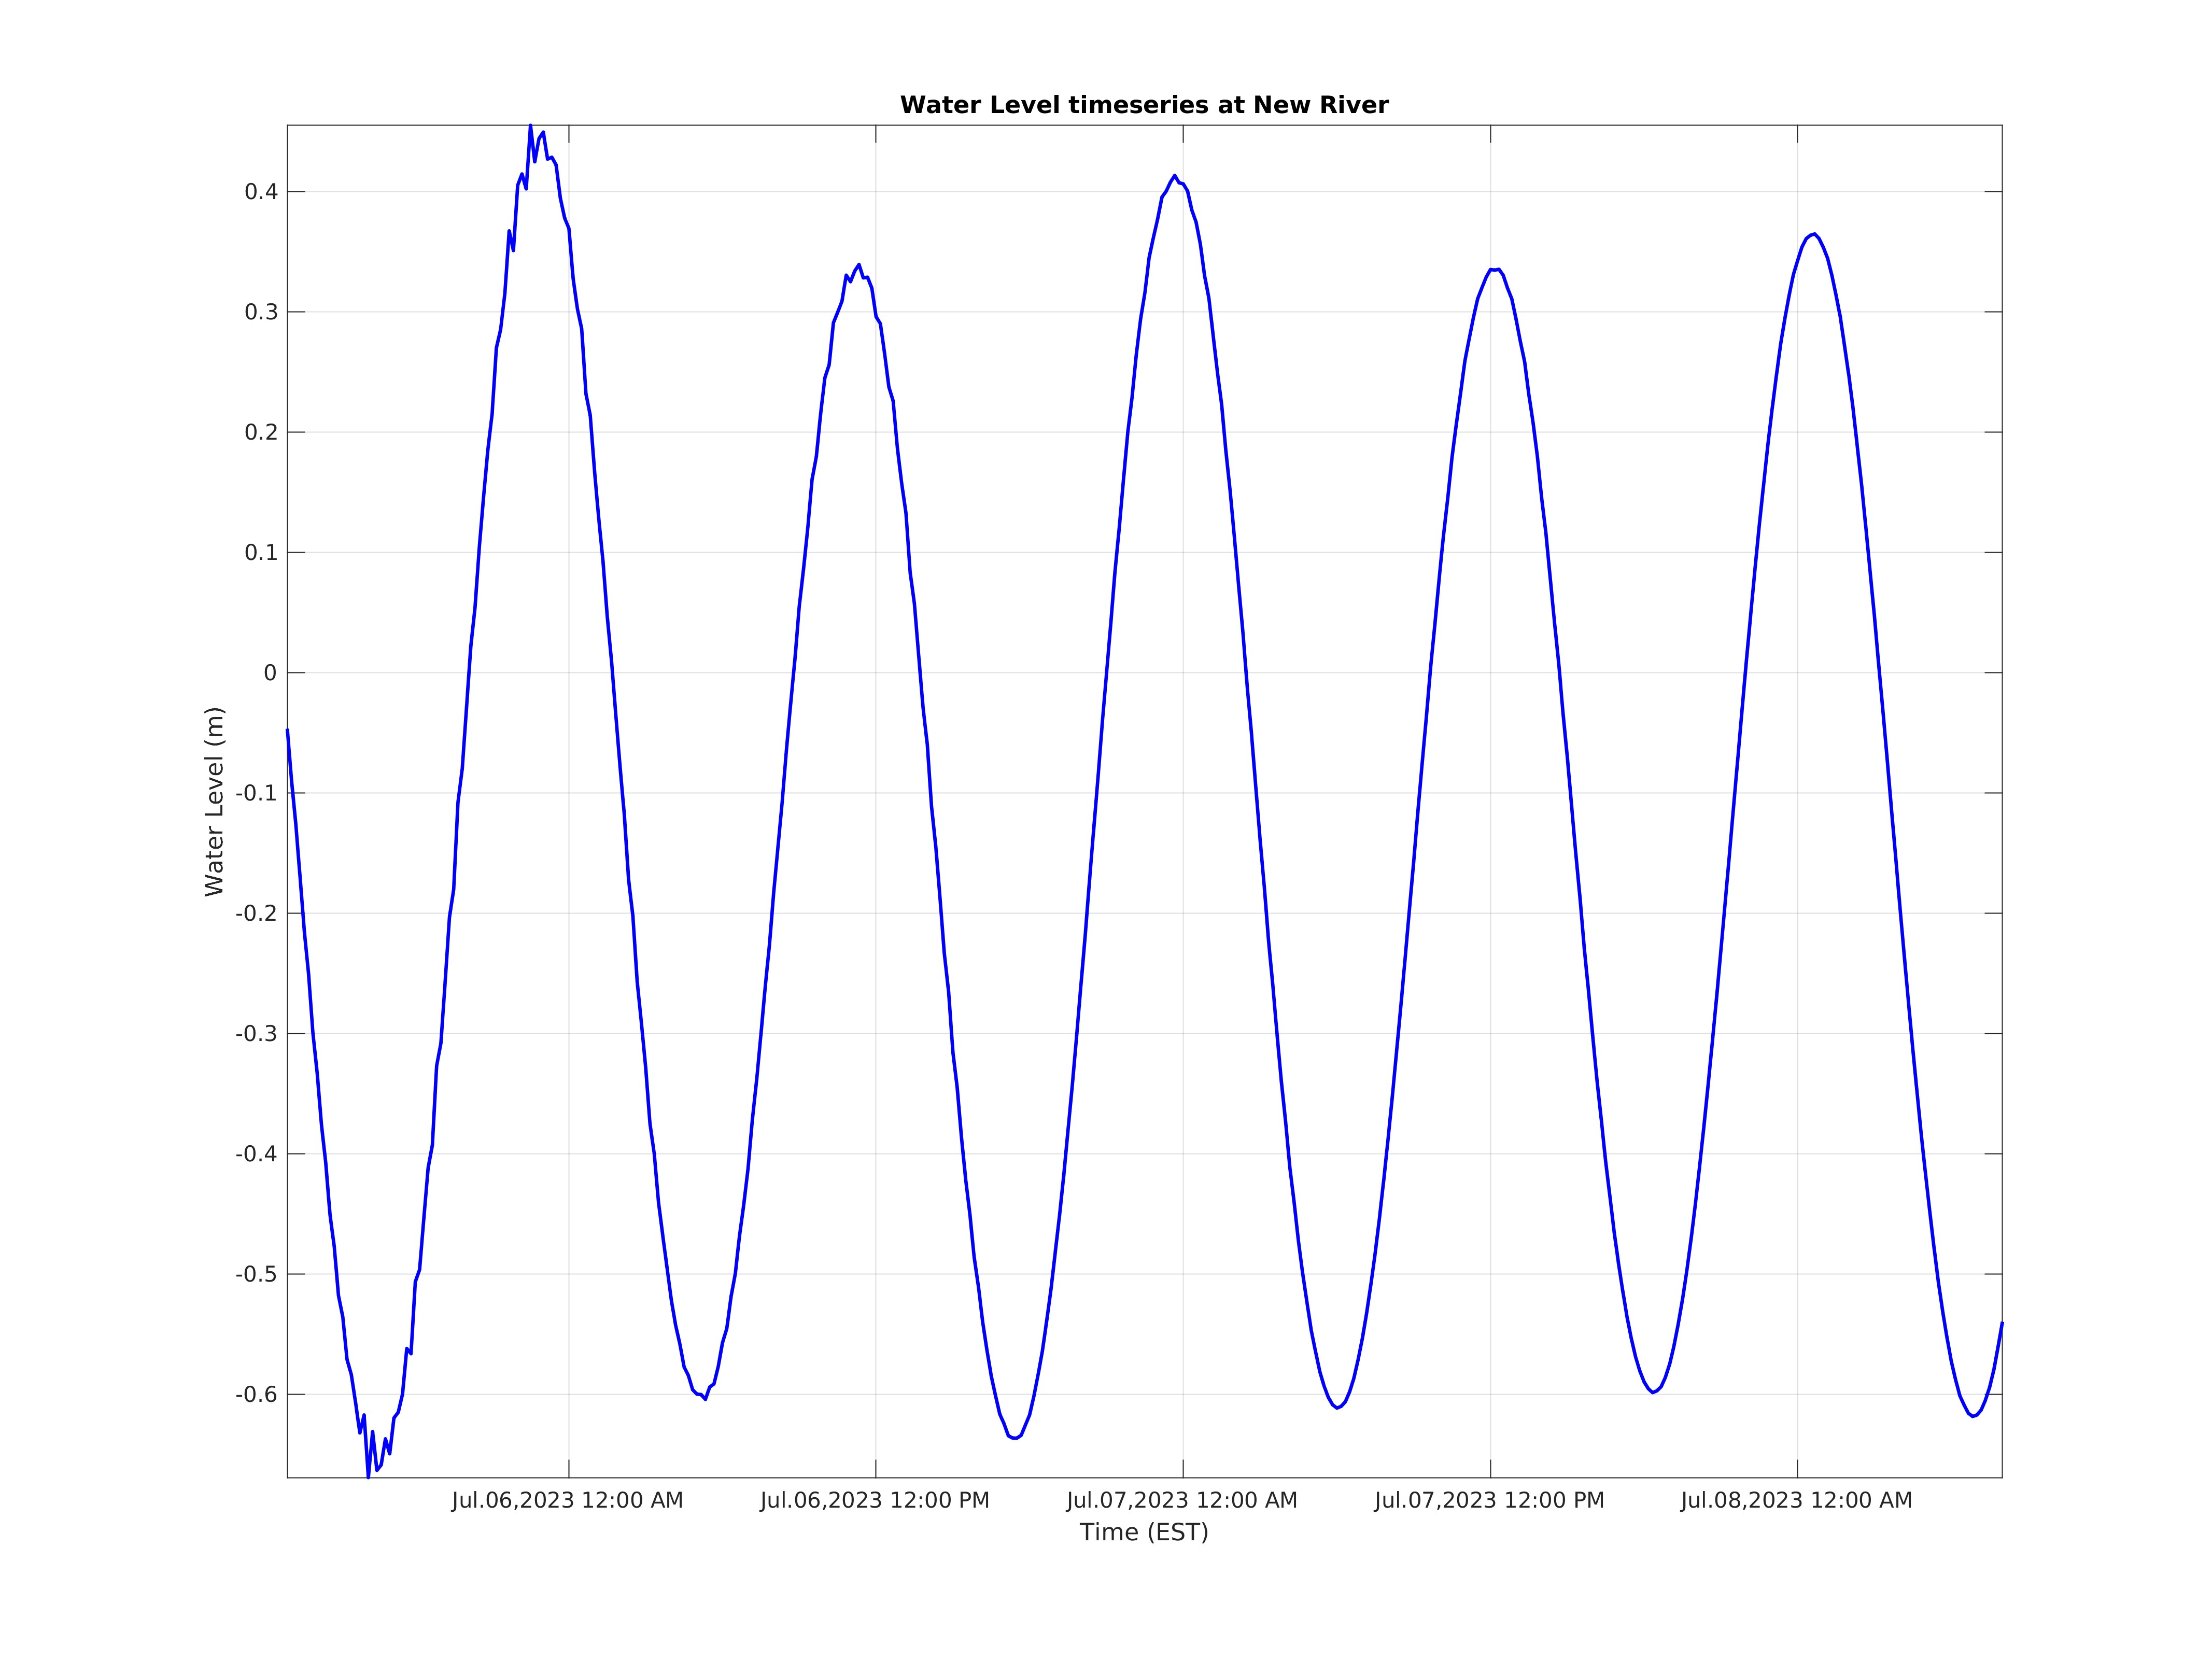 Water Level timeseries at New River
Water Level (m)
0.4
0.3
0.2
0.1
0
-0.1
-0.2
-0.3
-0.4
-0.5
-0.6
Jul.06,2023 12:00 AM
Jul.06,2023 12:00 PM
Jul.07,2023 12:00 AM
Jul.07,2023 12:00 PM
Jul.08,2023 12:00 AM
Time (EST)